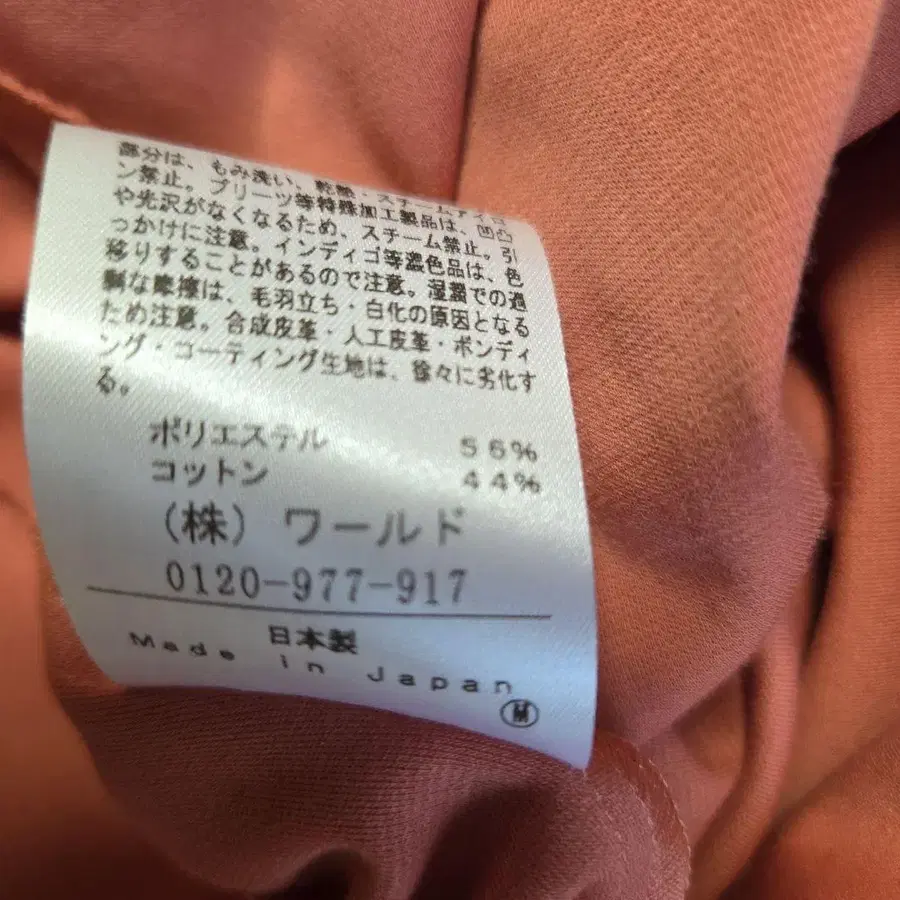 部分は、もみ洗い、乾燥・スチームアイロ
ン禁止。プリーツ等特殊加工製品は、凹凸
や光沢がなくなるため、スチーム禁止。引
っかけに注意。インディゴ等濃色品は、色
移りすることがあるので注意。湿潤での過
剰な摩擦は、毛羽立ち・白化の原因となる
ため注意。合成皮革・人工皮革・ボンディ
ング・コーティング生地は、徐々に劣化す
る。
ポリエステル 56%
コットン 44%
(株) ワールド
0120-977-917
日本製
Made in Japan
M